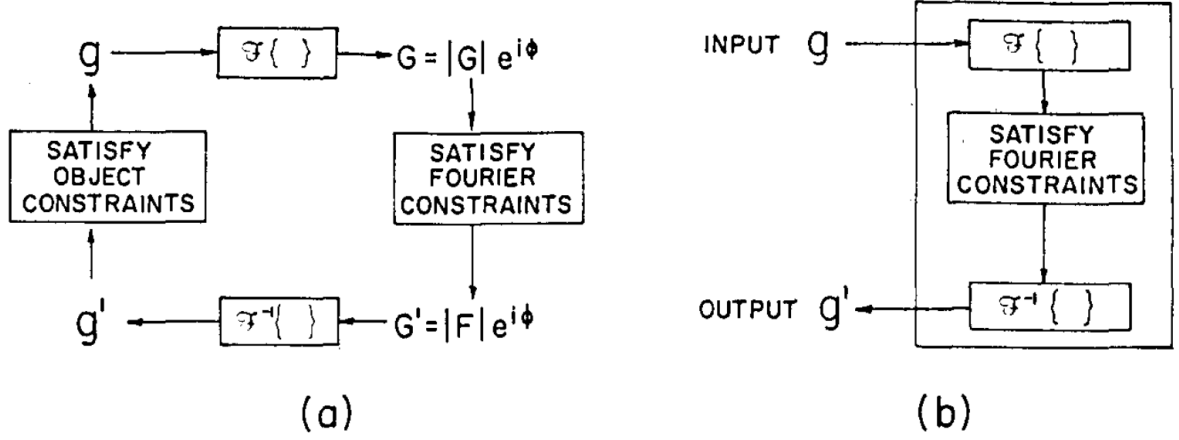 g
ℱ{ }
G = |G| e^{iφ}
SATISFY
OBJECT
CONSTRAINTS
SATISFY
FOURIER
CONSTRAINTS
g'
ℱ⁻¹{ }
G' = |F| e^{iφ}
(a)
INPUT g
ℱ{ }
SATISFY
FOURIER
CONSTRAINTS
OUTPUT g'
ℱ⁻¹{ }
(b)